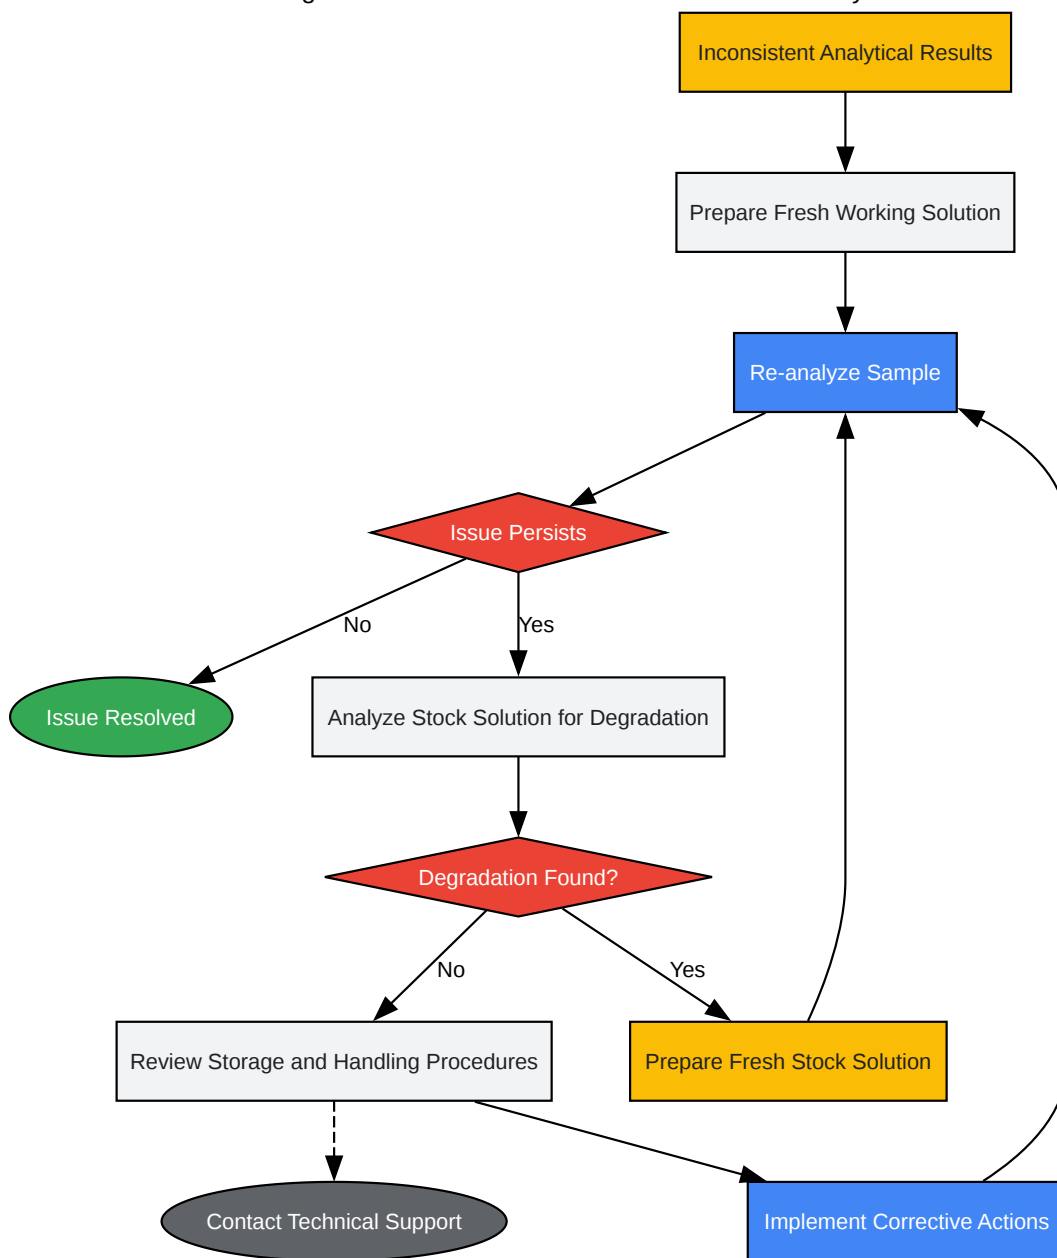 Inconsistent Analytical Results
Prepare Fresh Working Solution
Re-analyze Sample
Issue Persists
No
Yes
Issue Resolved
Analyze Stock Solution for Degradation
Degradation Found?
No
Yes
Review Storage and Handling Procedures
Prepare Fresh Stock Solution
Contact Technical Support
Implement Corrective Actions